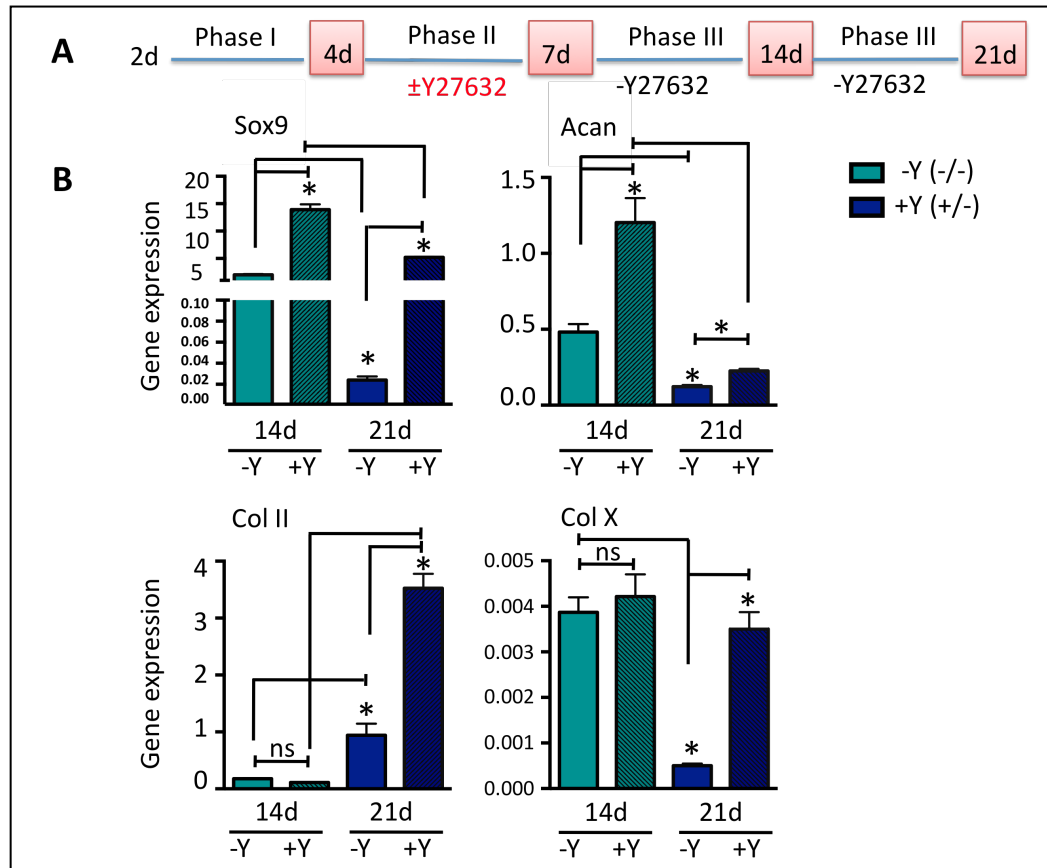 A
2d
Phase I
4d
Phase II
7d
Phase III
14d
Phase III
21d
±Y27632
-Y27632
-Y27632
B
Sox9
Gene expression
20
15
10
5
0.10
0.08
0.06
0.04
0.02
0.00
*
*
*
14d 21d
-Y +Y -Y +Y
Acan
1.5
1.0
0.5
0.0
*
*
*
14d 21d
-Y +Y -Y +Y
-Y (-/-)
+Y (+/-)
Col II
Gene expression
4
3
2
1
0
ns
*
*
14d 21d
-Y +Y -Y +Y
Col X
0.005
0.004
0.003
0.002
0.001
0.000
ns
*
*
14d 21d
-Y +Y -Y +Y